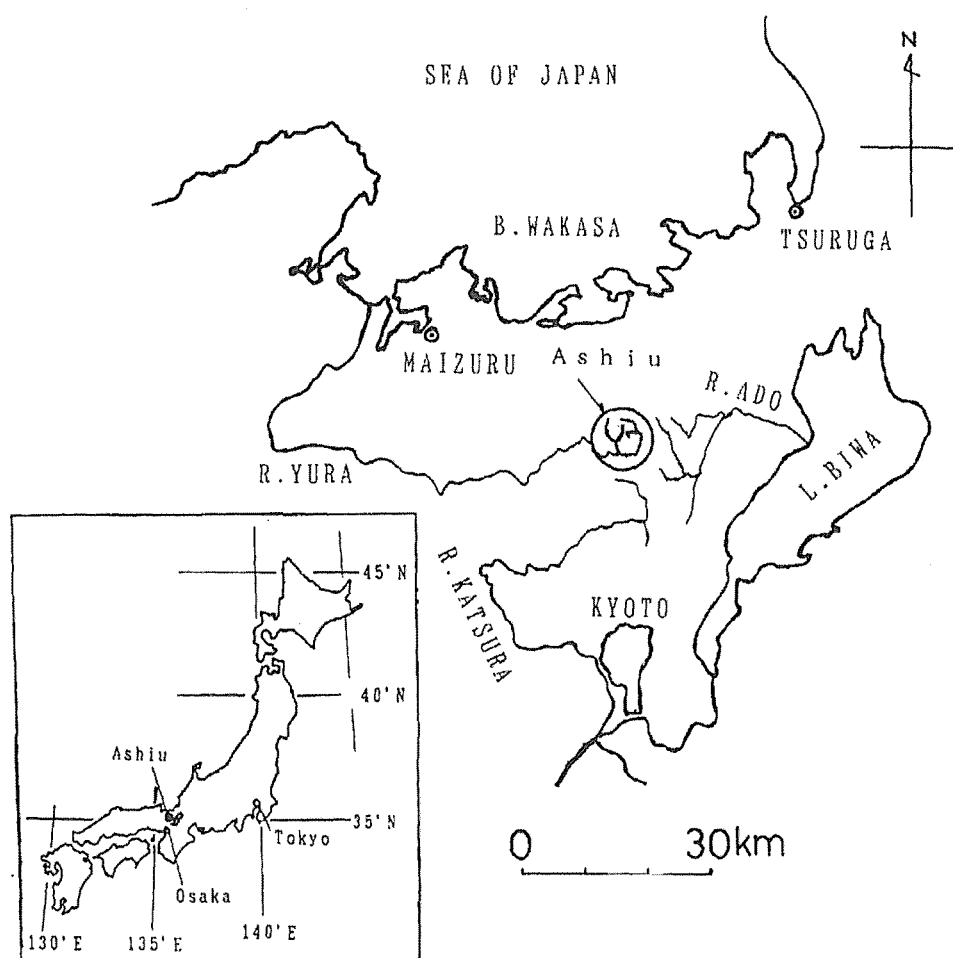 N
SEA OF JAPAN
B.WAKASA
TSURUGA
MAIZURU
Ashiu
R.ADO
L.BIWA
R.YURA
R.KATSURA
KYOTO
0 30km
45'N
40'N
Ashiu
35'N
Tokyo
Osaka
130'E 135'E 140'E